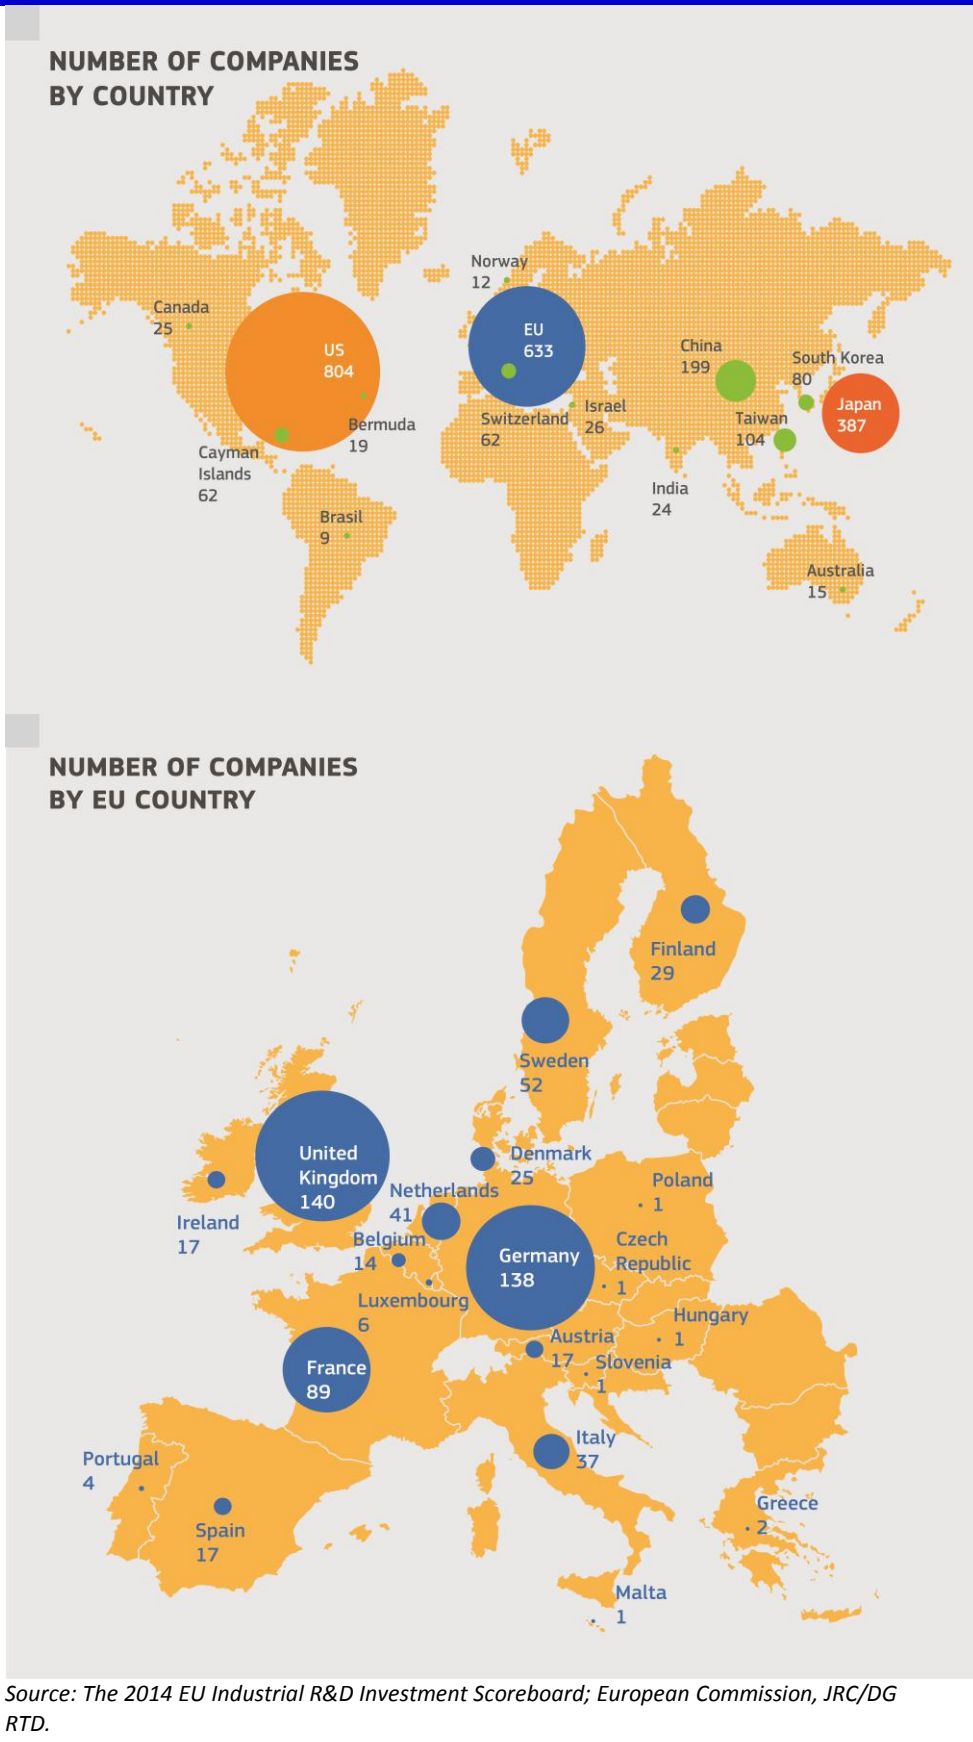 NUMBER OF COMPANIES
BY COUNTRY
Norway
12
Canada
25
EU
633
US
804
China
199
South Korea
80
Japan
387
Israel
26
Switzerland
62
Taiwan
104
Bermuda
19
Cayman
Islands
62
India
24
Brasil
9
Australia
15
NUMBER OF COMPANIES
BY EU COUNTRY
Finland
29
Sweden
52
United
Kingdom
140
Denmark
25
Poland
1
Netherlands
41
Ireland
17
Belgium
14
Germany
138
Czech
Republic
1
Luxembourg
6
Hungary
1
Austria
17
Slovenia
1
France
89
Italy
37
Portugal
4
Spain
17
Greece
2
Malta
1
Source: The 2014 EU Industrial R&D Investment Scoreboard; European Commission, JRC/DG
RTD.